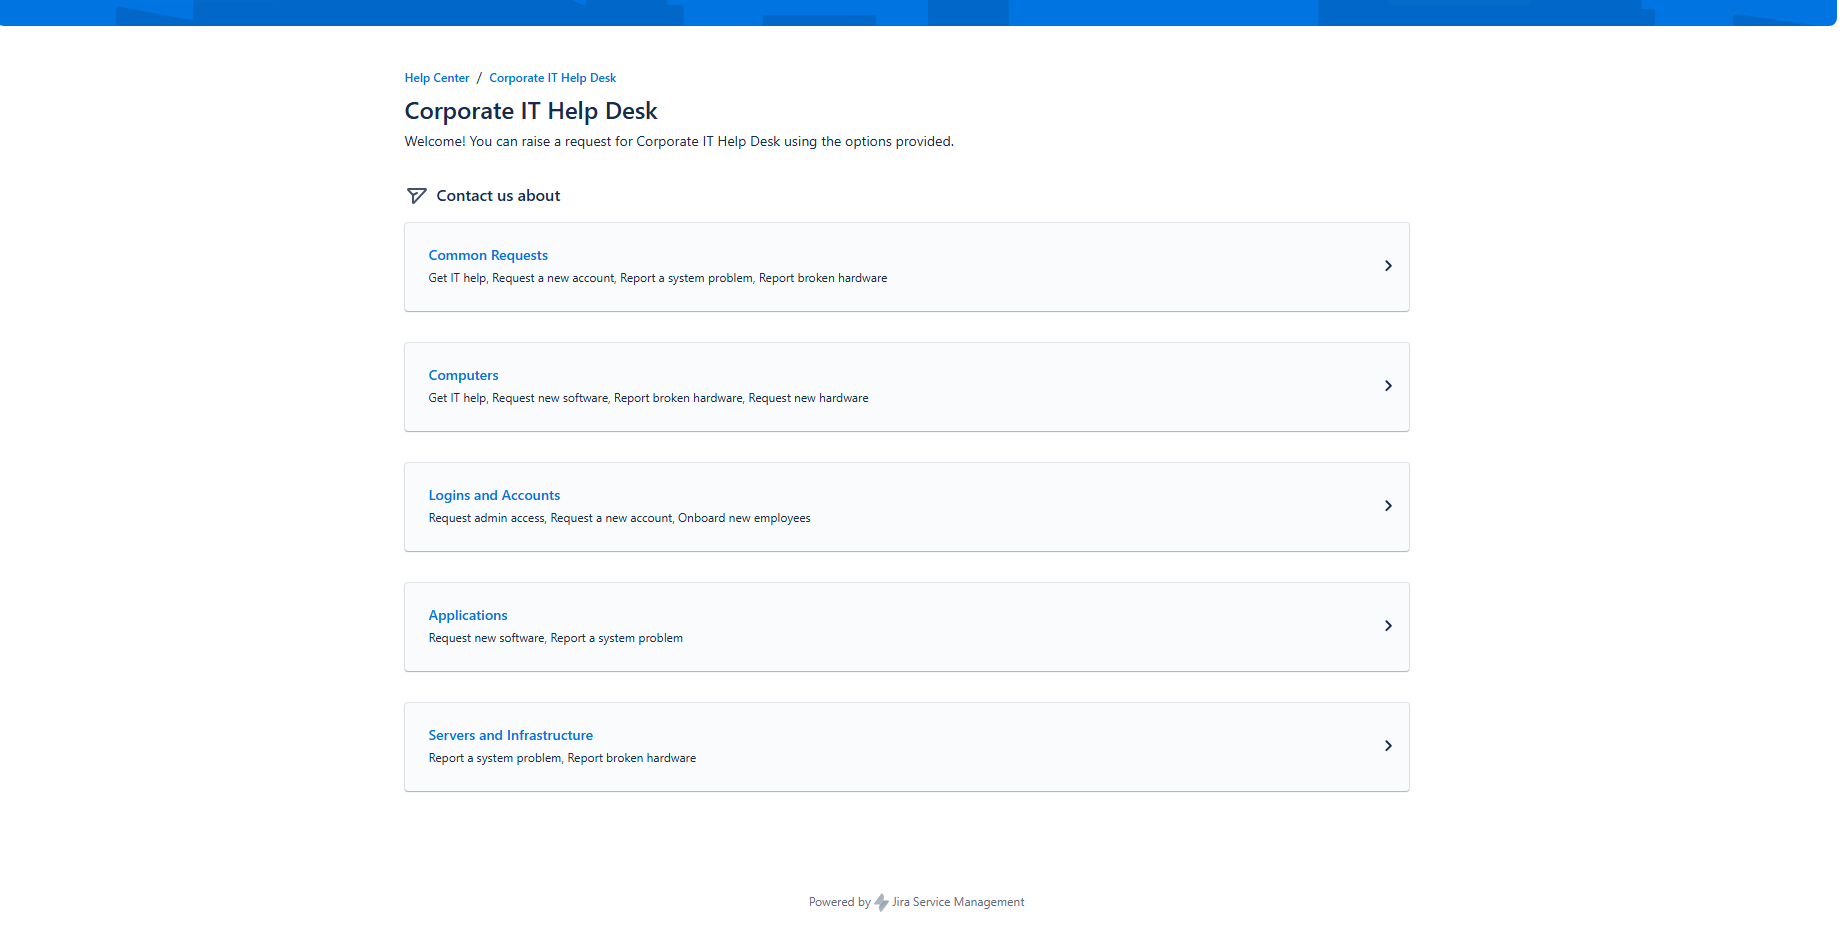 Help Center / Corporate IT Help Desk
Corporate IT Help Desk
Welcome! You can raise a request for Corporate IT Help Desk using the options provided.
Contact us about
Common Requests
Get IT help, Request a new account, Report a system problem, Report broken hardware
Computers
Get IT help, Request new software, Report broken hardware, Request new hardware
Logins and Accounts
Request admin access, Request a new account, Onboard new employees
Applications
Request new software, Report a system problem
Servers and Infrastructure
Report a system problem, Report broken hardware
Powered by Jira Service Management